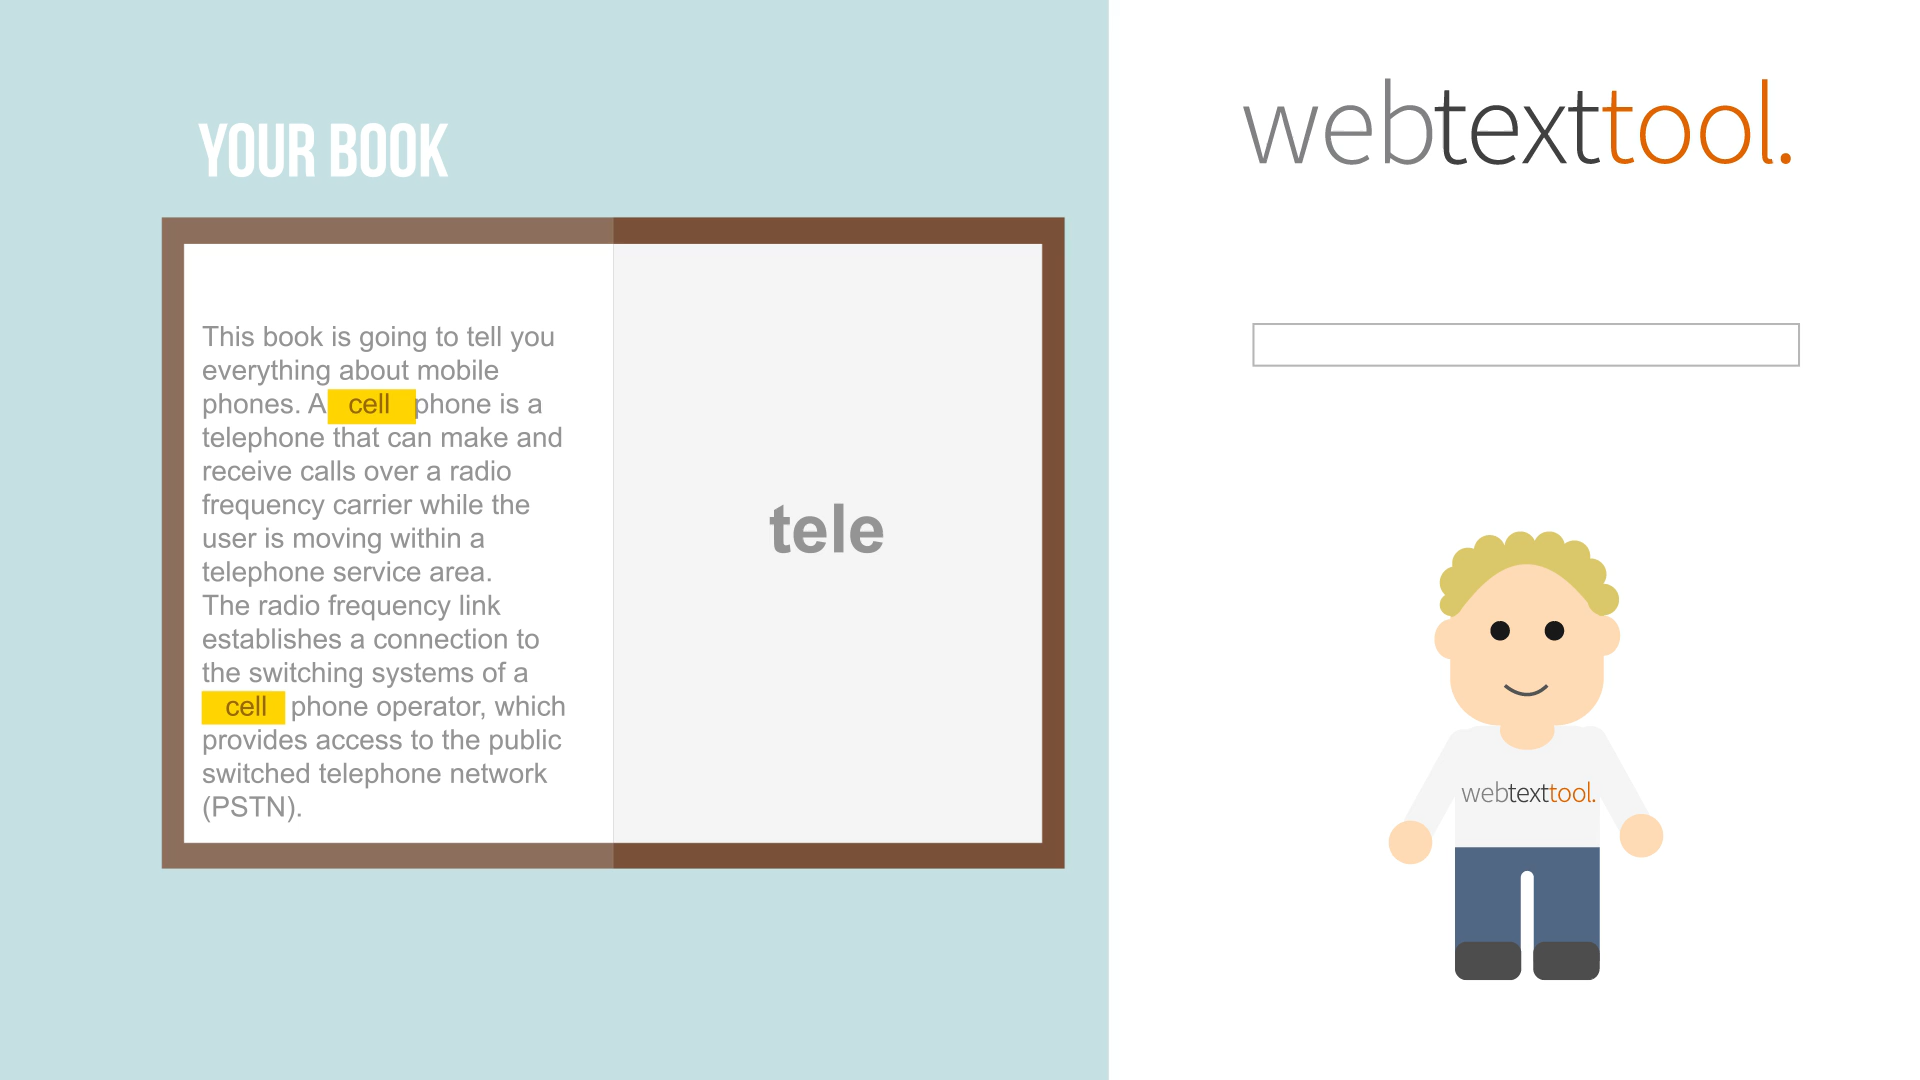 YOUR BOOK
This book is going to tell you
everything about mobile
phones. A cell phone is a
telephone that can make and
receive calls over a radio
frequency carrier while the
user is moving within a
telephone service area.
The radio frequency link
establishes a connection to
the switching systems of a
cell phone operator, which
provides access to the public
switched telephone network
(PSTN).
tele
webtexttool.
webtexttool.